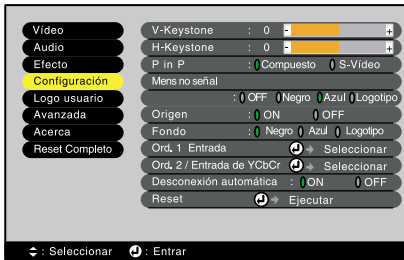 Vídeo
Audio
Efecto
Configuración
Logo usuario
Avanzada
Acerca
Reset Completo
V-Keystone : 0 - +
H-Keystone : 0 - +
P in P : Compuesto S-Vídeo
Mens no señal
: OFF Negro Azul Logotipo
Origen : ON OFF
Fondo : Negro Azul Logotipo
Ord. 1 Entrada Seleccionar
Ord. 2 / Entrada de YCbCr Seleccionar
Desconexión automática : ON OFF
Reset Ejecutar
: Seleccionar : Entrar